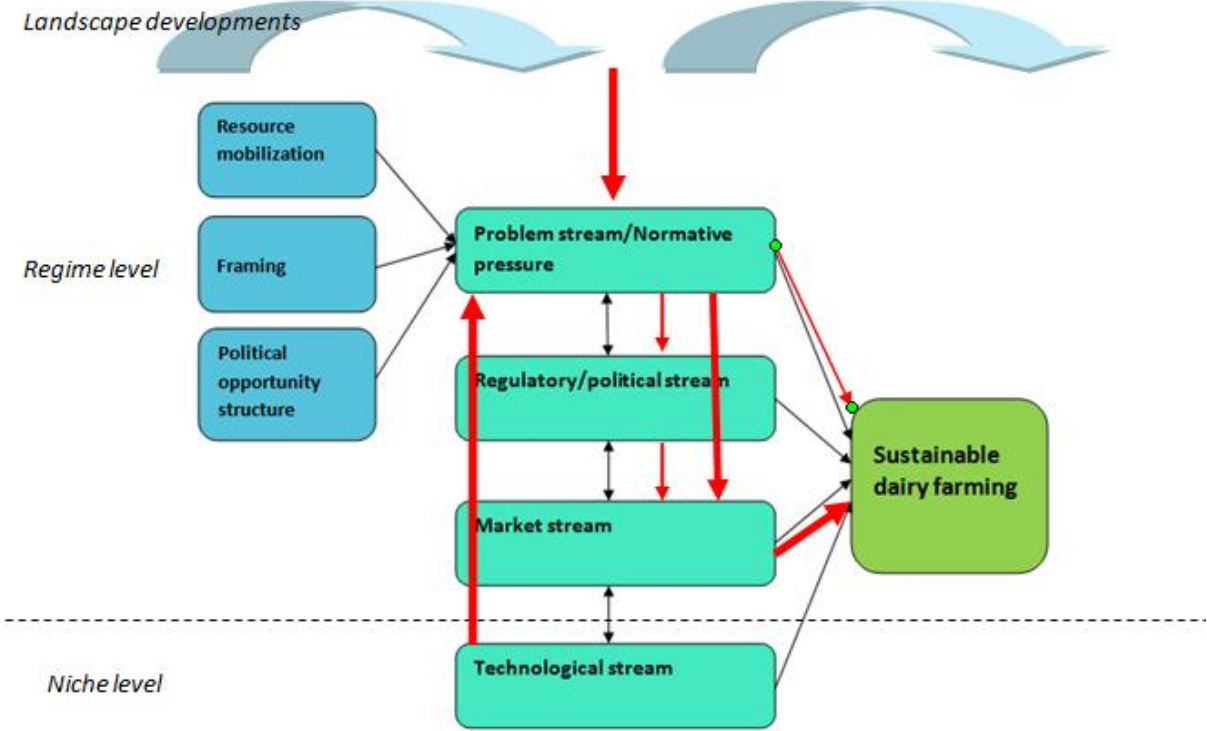 Landscape developments
Resource
mobilization
Problem stream/Normative
pressure
Regime level
Framing
Political
opportunity
structure
Regulatory/political stream
Sustainable
dairy farming
Market stream
Technological stream
Niche level